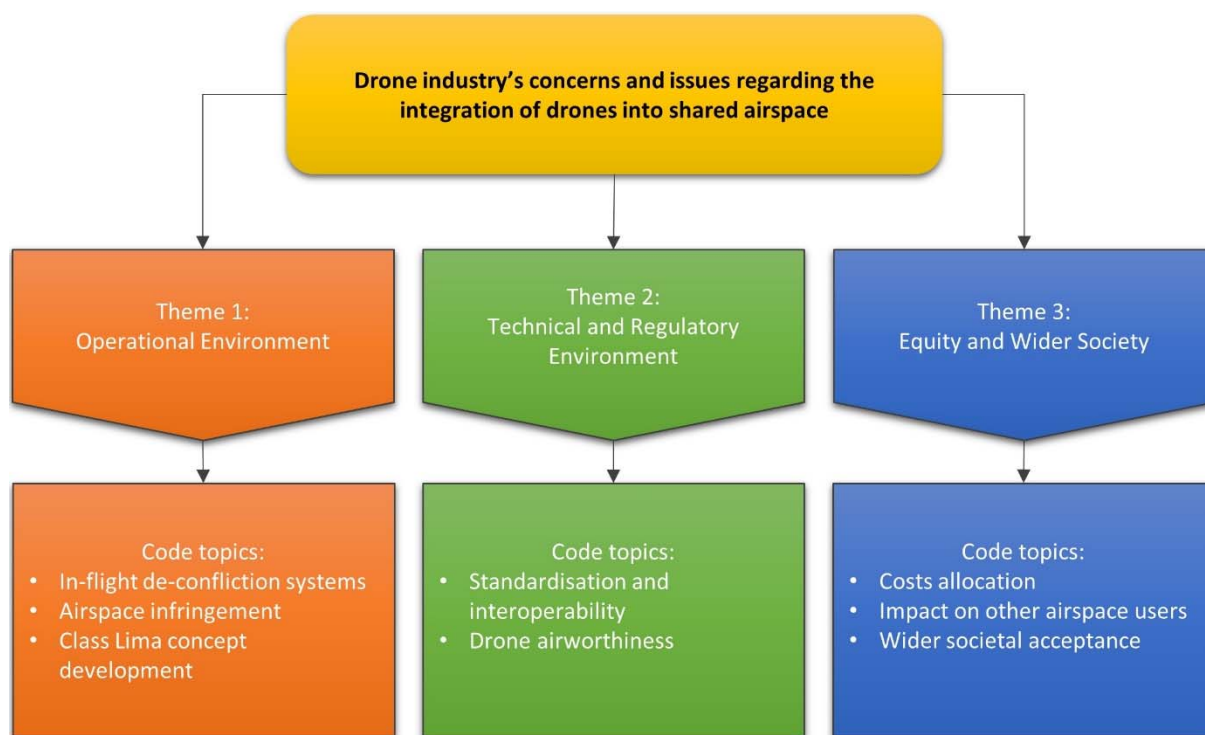 Drone industry's concerns and issues regarding the
integration of drones into shared airspace
Theme 1:
Operational Environment
Theme 2:
Technical and Regulatory
Environment
Theme 3:
Equity and Wider Society
Code topics:
• In-flight de-confliction systems
• Airspace infringement
• Class Lima concept
development
Code topics:
• Standardisation and
interoperability
• Drone airworthiness
Code topics:
• Costs allocation
• Impact on other airspace users
• Wider societal acceptance